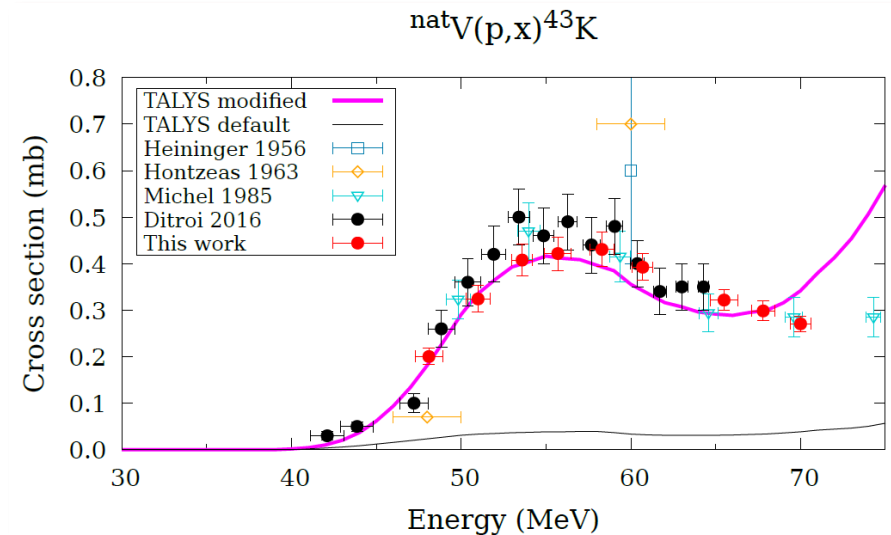 natV(p,x)43K
0.8
0.7
0.6
0.5
0.4
0.3
0.2
0.1
0.0
Cross section (mb)
TALYS modified
TALYS default
Heininger 1956
Hontzeas 1963
Michel 1985
Ditroi 2016
This work
30 40 50 60 70
Energy (MeV)